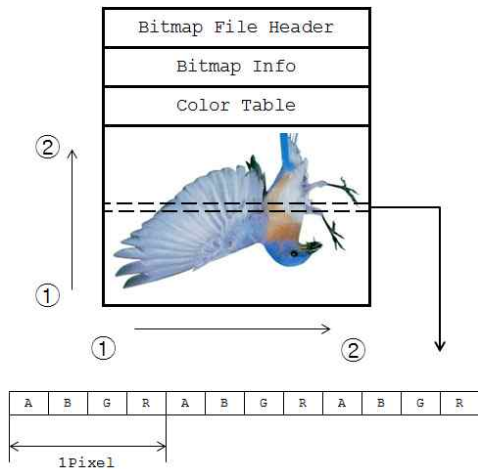 Bitmap File Header
Bitmap Info
Color Table
②
①
① ②
A B G R A B G R A B G R
1Pixel